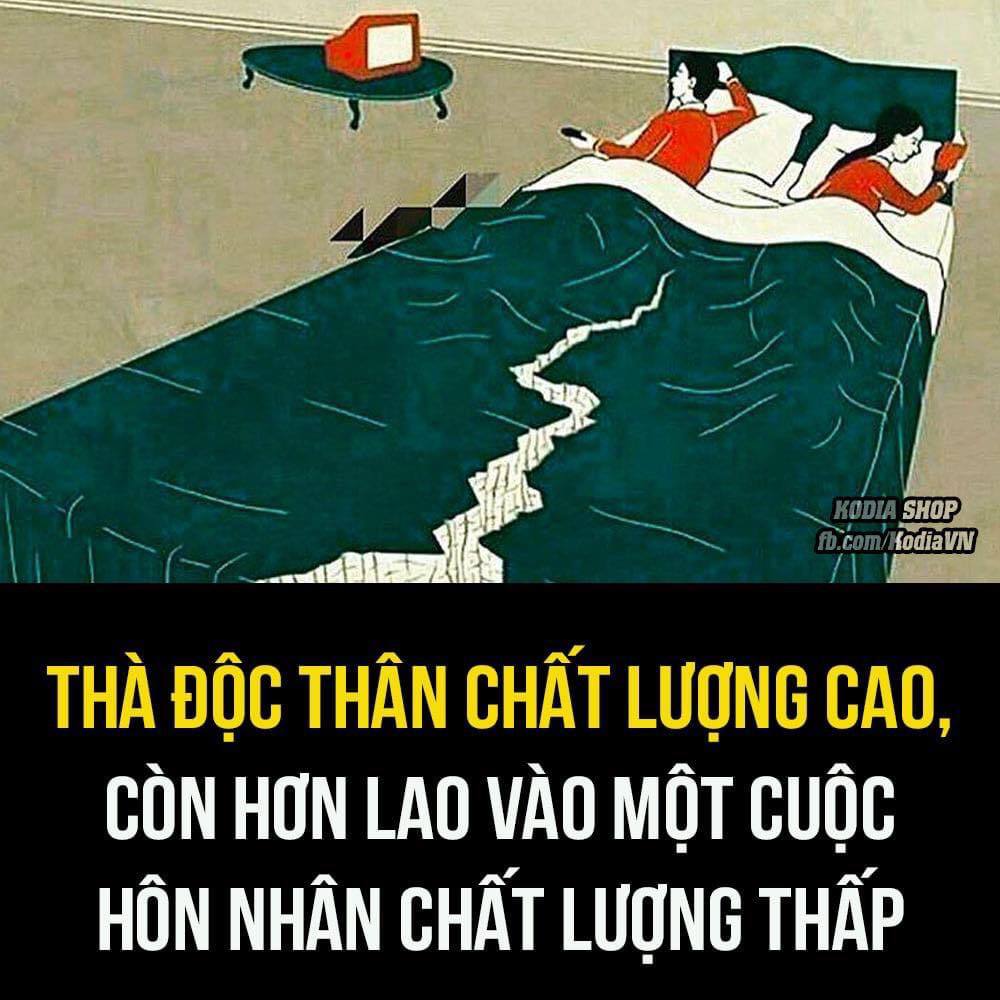 KODIA SHOP
fb.com/KodiaVN
THÀ ĐỘC THÂN CHẤT LƯỢNG CAO,
CÒN HƠN LAO VÀO MỘT CUỘC
HÔN NHÂN CHẤT LƯỢNG THẤP